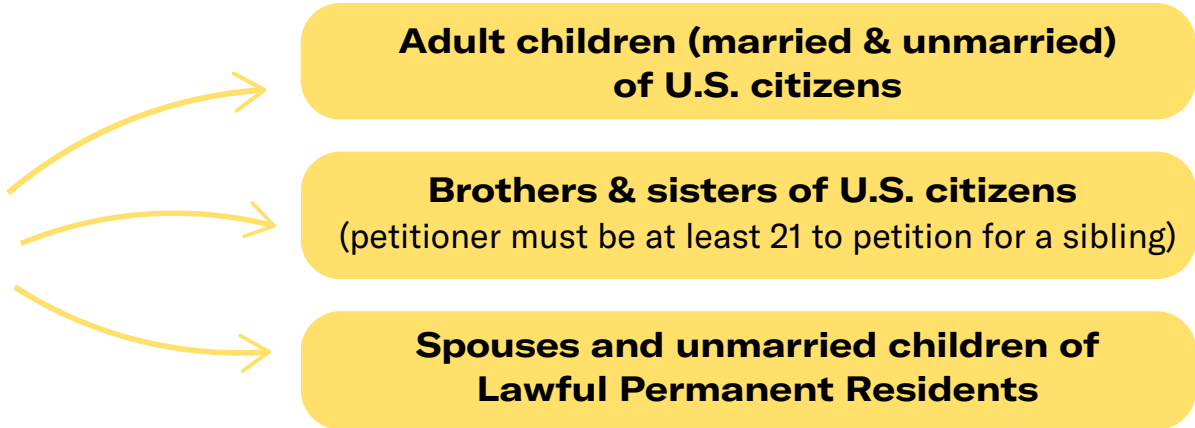 Adult children (married & unmarried)
of U.S. citizens
Brothers & sisters of U.S. citizens
(petitioner must be at least 21 to petition for a sibling)
Spouses and unmarried children of
Lawful Permanent Residents